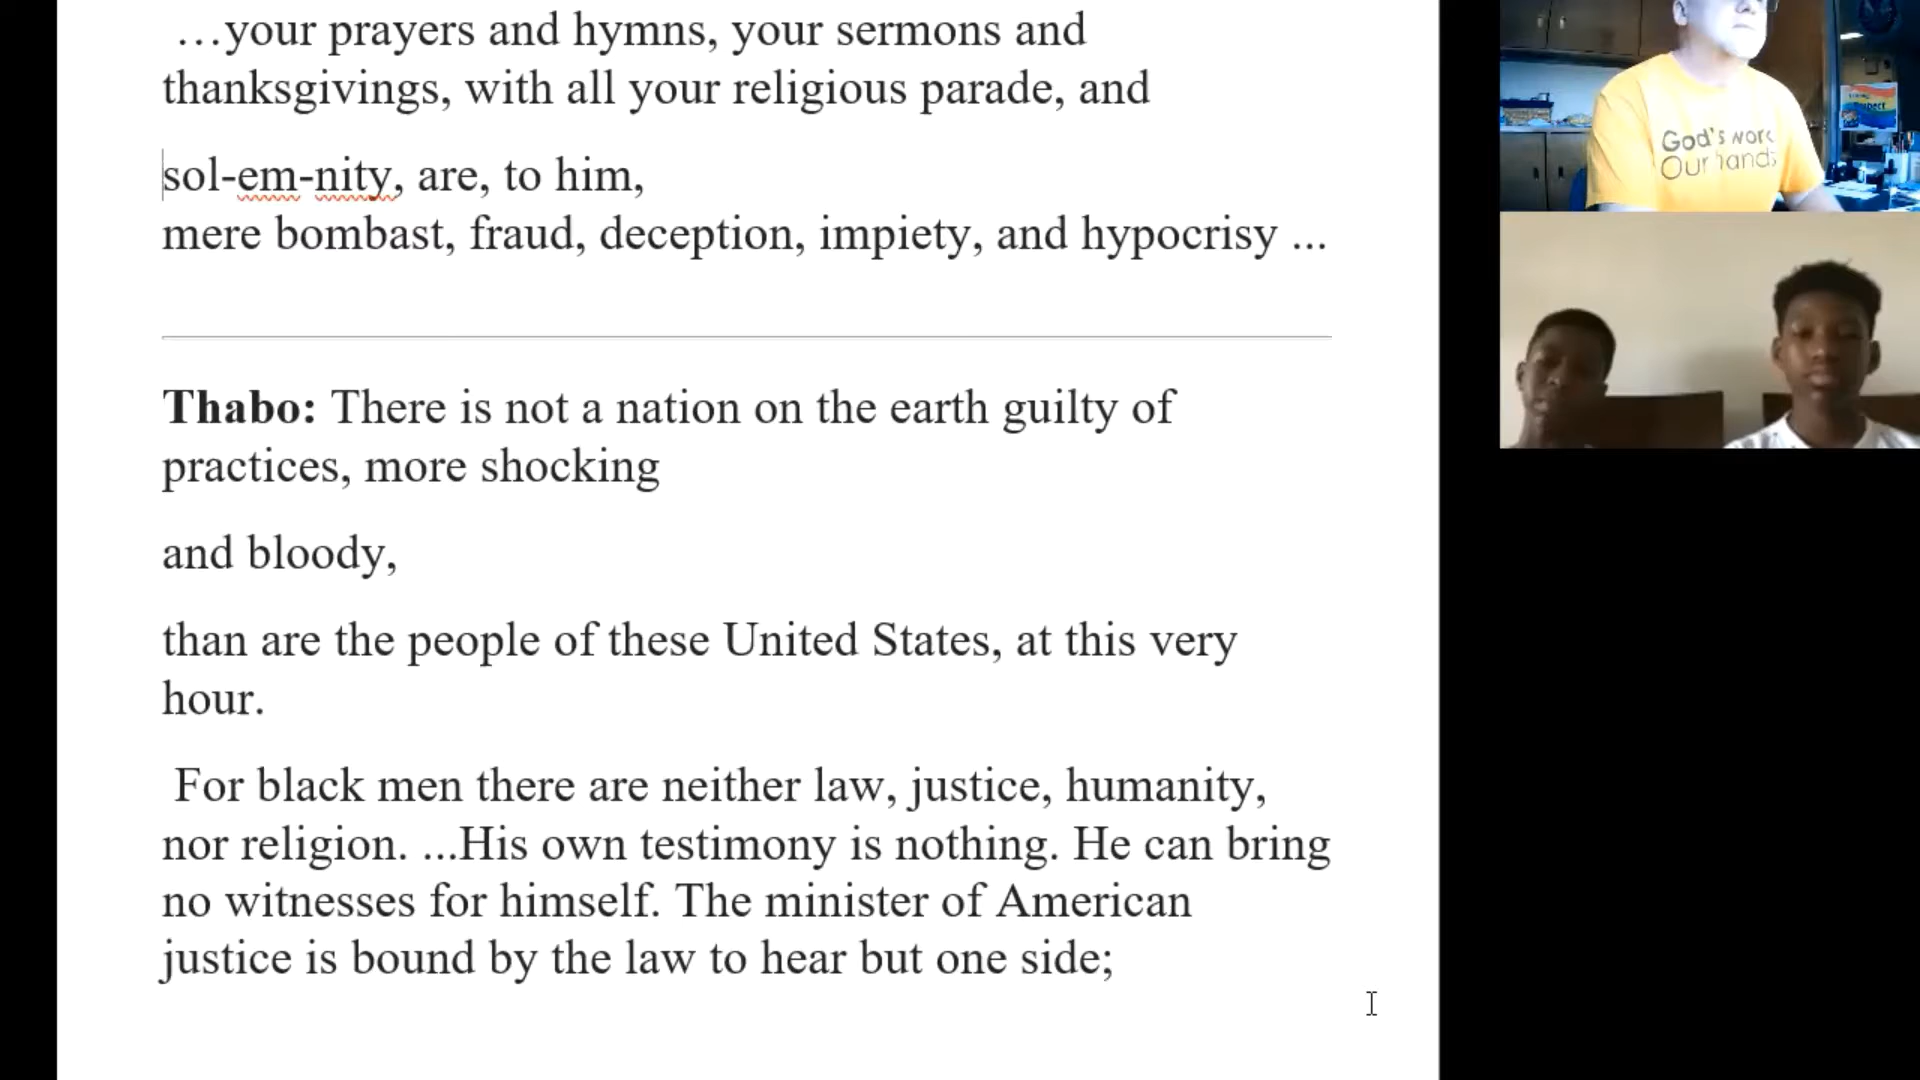 …your prayers and hymns, your sermons and
thanksgivings, with all your religious parade, and
sol-em-nity, are, to him,
mere bombast, fraud, deception, impiety, and hypocrisy ...
Thabo: There is not a nation on the earth guilty of
practices, more shocking
and bloody,
than are the people of these United States, at this very
hour.
For black men there are neither law, justice, humanity,
nor religion. ...His own testimony is nothing. He can bring
no witnesses for himself. The minister of American
justice is bound by the law to hear but one side;
God's work
Our hands